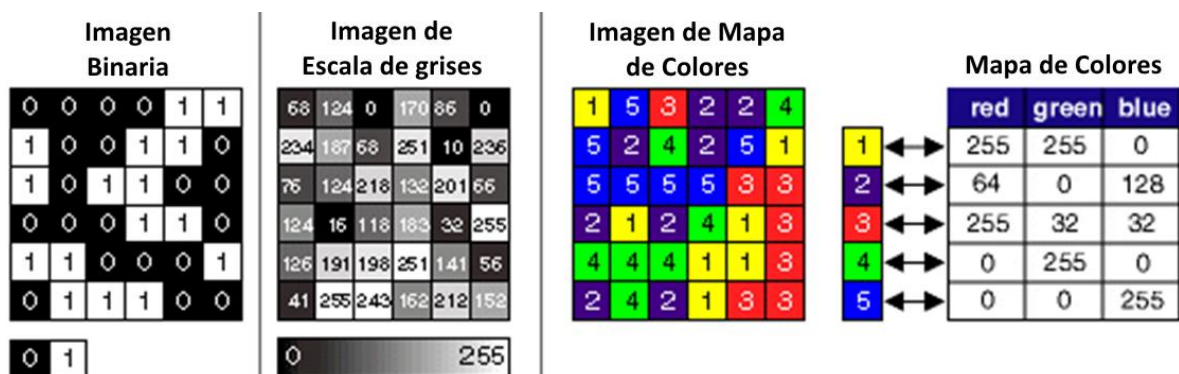 Imagen
Binaria
0 0 0 0 1 1
1 0 0 1 1 0
1 0 1 1 0 0
0 0 0 1 1 0
1 1 0 0 0 1
0 1 1 1 0 0
0 1
Imagen de
Escala de grises
68 124 0 170 86 0
234 187 68 251 10 236
76 124 218 132 201 66
124 16 118 183 32 255
126 191 198 251 141 56
41 255 243 162 212 152
0 255
Imagen de Mapa
de Colores
1 5 3 2 2 4
5 2 4 2 5 1
5 5 5 5 3 3
2 1 2 4 1 3
4 4 4 1 1 3
2 4 2 1 3 3
Mapa de Colores
red green blue
1 255 255 0
2 64 0 128
3 255 32 32
4 0 255 0
5 0 0 255